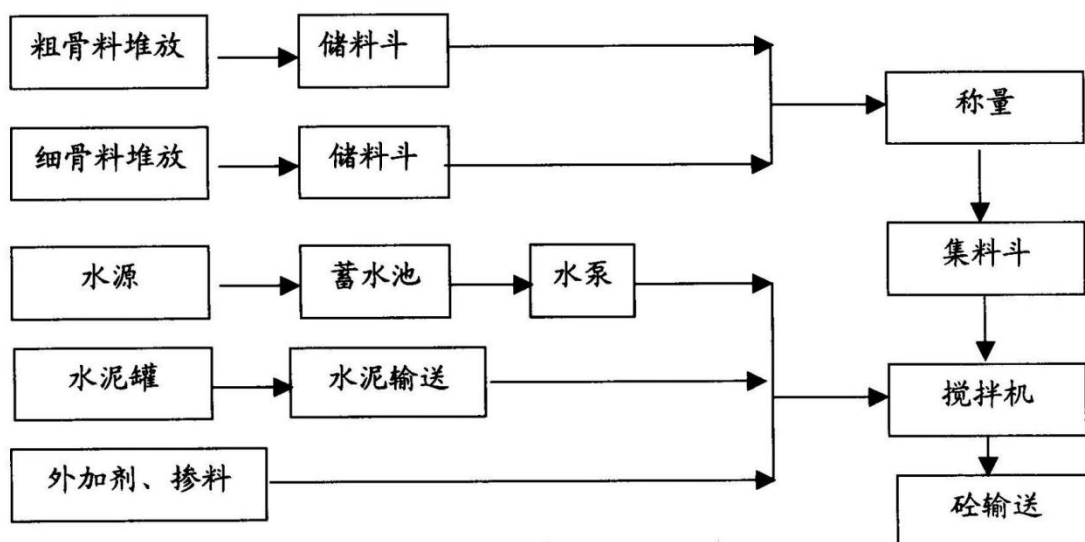 粗骨料堆放
储料斗
称量
细骨料堆放
储料斗
集料斗
水源
蓄水池
水泵
水泥罐
水泥输送
搅拌机
外加剂、掺料
砼输送